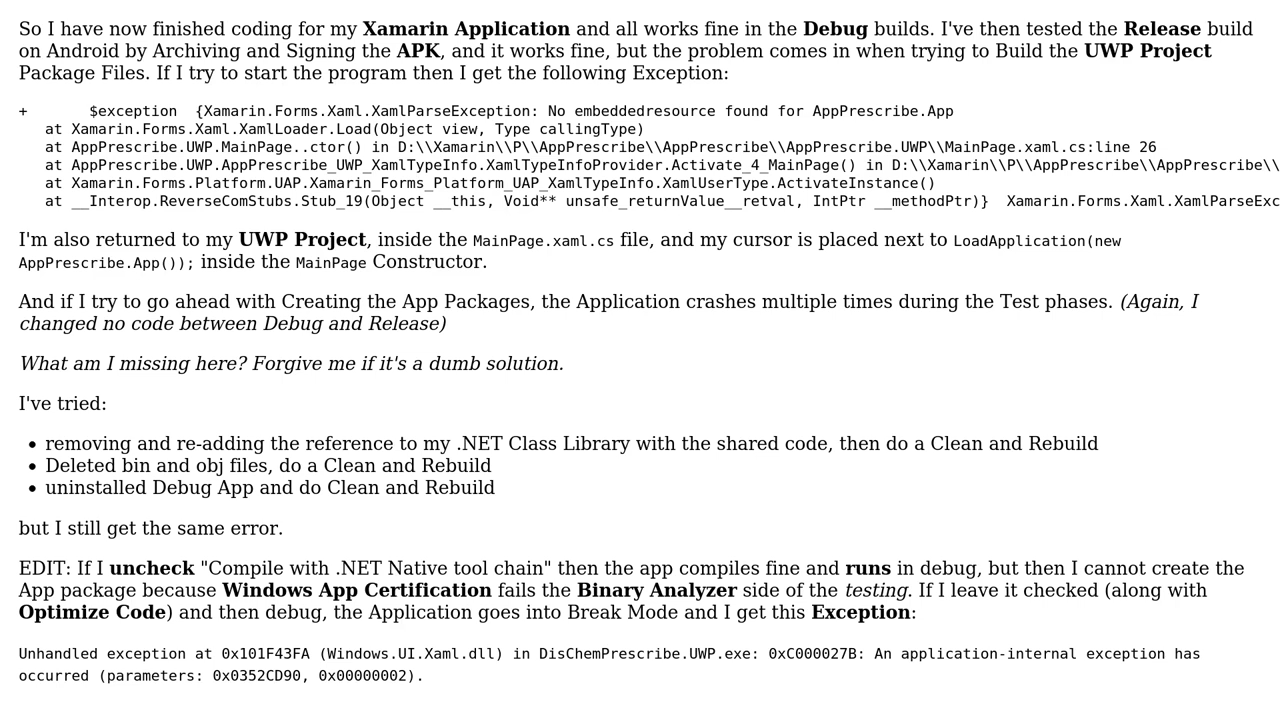 So I have now finished coding for my Xamarin Application and all works fine in the Debug builds. I've then tested the Release build
on Android by Archiving and Signing the APK, and it works fine, but the problem comes in when trying to Build the UWP Project
Package Files. If I try to start the program then I get the following Exception:
+       $exception  {Xamarin.Forms.Xaml.XamlParseException: No embeddedresource found for AppPrescribe.App
   at Xamarin.Forms.Xaml.XamlLoader.Load(Object view, Type callingType)
   at AppPrescribe.UWP.MainPage..ctor() in D:\\Xamarin\\P\\AppPrescribe\\AppPrescribe\\AppPrescribe.UWP\\MainPage.xaml.cs:line 26
   at AppPrescribe.UWP.AppPrescribe_UWP_XamlTypeInfo.XamlTypeInfoProvider.Activate_4_MainPage() in D:\\Xamarin\\P\\AppPrescribe\\AppPrescribe\\
   at Xamarin.Forms.Platform.UAP.Xamarin_Forms_Platform_UAP_XamlTypeInfo.XamlUserType.ActivateInstance()
   at __Interop.ReverseComStubs.Stub_19(Object __this, Void** unsafe_returnValue__retval, IntPtr __methodPtr)}  Xamarin.Forms.Xaml.XamlParseExc
I'm also returned to my UWP Project, inside the MainPage.xaml.cs file, and my cursor is placed next to LoadApplication(new
AppPrescribe.App()); inside the MainPage Constructor.
And if I try to go ahead with Creating the App Packages, the Application crashes multiple times during the Test phases. (Again, I
changed no code between Debug and Release)
What am I missing here? Forgive me if it's a dumb solution.
I've tried:
• removing and re-adding the reference to my .NET Class Library with the shared code, then do a Clean and Rebuild
• Deleted bin and obj files, do a Clean and Rebuild
• uninstalled Debug App and do Clean and Rebuild
but I still get the same error.
EDIT: If I uncheck "Compile with .NET Native tool chain" then the app compiles fine and runs in debug, but then I cannot create the
App package because Windows App Certification fails the Binary Analyzer side of the testing. If I leave it checked (along with
Optimize Code) and then debug, the Application goes into Break Mode and I get this Exception:
Unhandled exception at 0x101F43FA (Windows.UI.Xaml.dll) in DisChemPrescribe.UWP.exe: 0xC000027B: An application-internal exception has
occurred (parameters: 0x0352CD90, 0x00000002).